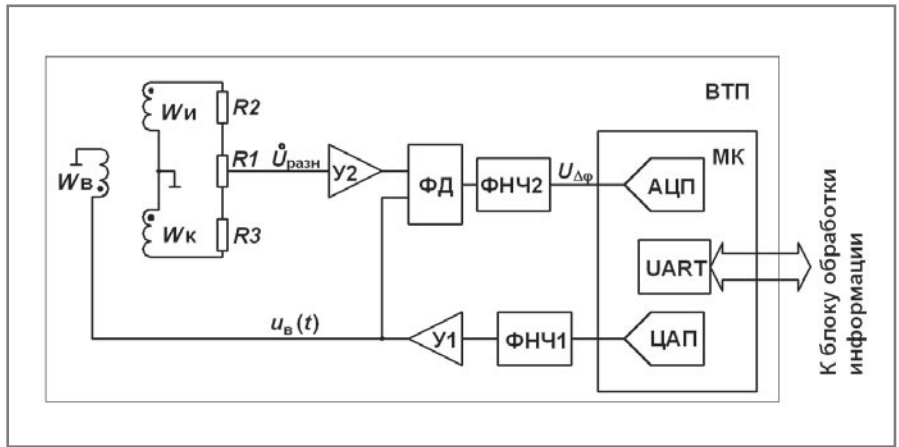 ВТП
Wи
R2
R1
U̇разн
У2
Wв
Wк
R3
ФД
ФНЧ2
UΔφ
МК
АЦП
UART
uв(t)
У1
ФНЧ1
ЦАП
К блоку обработки
информации